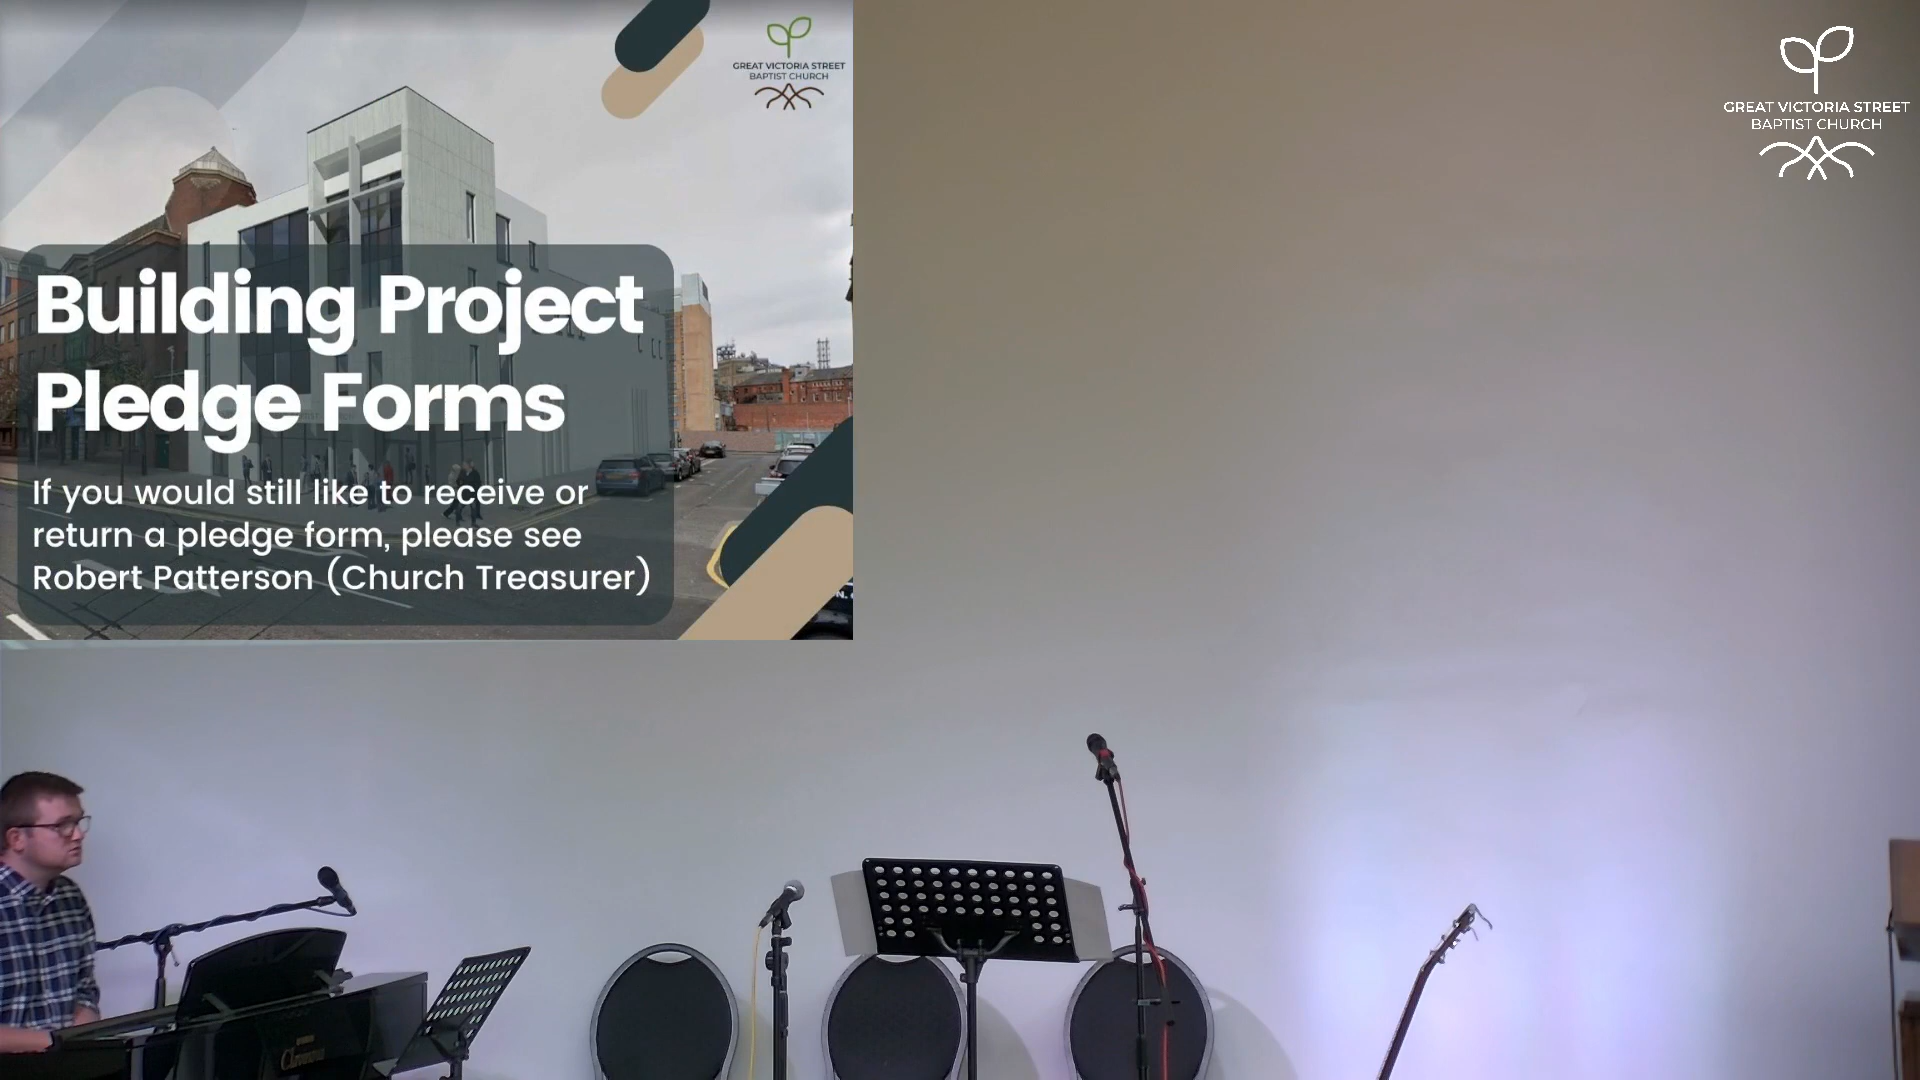 GREAT VICTORIA STREET
BAPTIST CHURCH
Building Project
Pledge Forms
If you would still like to receive or
return a pledge form, please see
Robert Patterson (Church Treasurer)
GREAT VICTORIA STREET
BAPTIST CHURCH
Clavinova